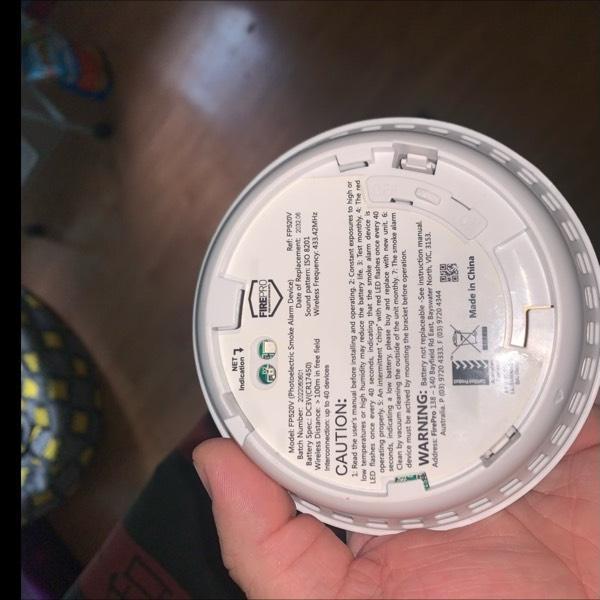 FIREPRO
NET
Indication
Model: FP520V (Photoelectric Smoke Alarm Device) Ref: FP520V
Batch Number: Date of Replacement: 2032.06
Battery Spec.: DC3V(CR17450) Sound pattern: ISO 8201
Wireless Distance: > 100m in free field Wireless Frequency: 433.42MHz
Interconnection: up to 40 devices
CAUTION:
1: Read the user's manual before installing and operating. 2: Constant exposures to high or
low temperatures or high humidity may reduce the battery life. 3: Test monthly. 4: The red
LED flashes once every 40 seconds, indicating that the smoke alarm device is
operating properly. 5: An intermittent "chirp" with red LED flashes once every 40
seconds, indicating a low battery, please buy and replace with new unit. 6:
Clean by vacuum cleaning the outside of the unit monthly. 7: The smoke alarm
device must be actived by mounting the bracket before operation.
WARNING: Battery not replaceable -See instruction manual.
Address: FirePro 218 – 140 Bayfield Rd East, Bayswater North, VIC, 3153.
Australia. P (03) 9720 4333. F (03) 9720 4344
Made in China